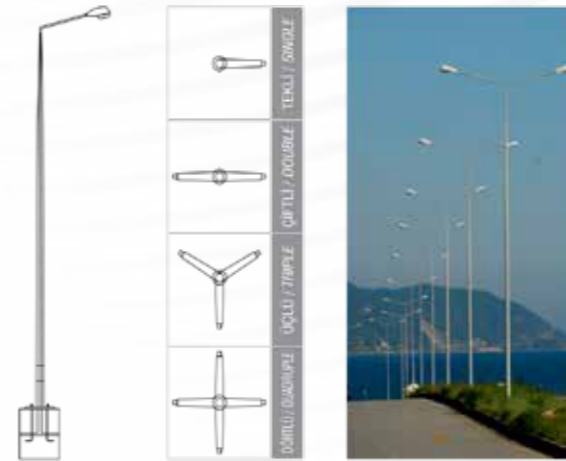 TEKLİ / SINGLE
ÇİFTLİ / DOUBLE
ÜÇLÜ / TRIPLE
DÖRTLÜ / QUADRUPLE